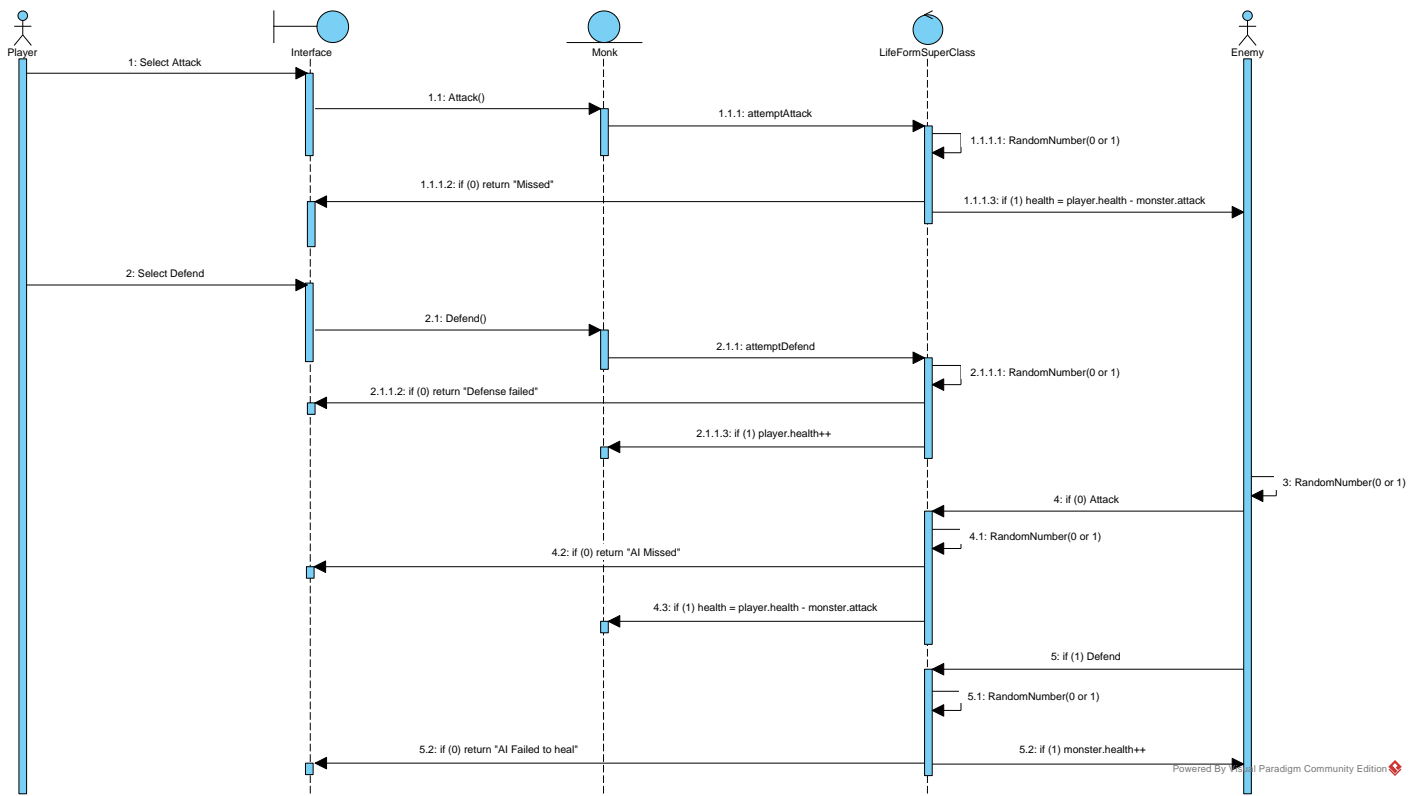 Player
Interface
Monk
LifeFormSuperClass
Enemy
1: Select Attack
1.1: Attack()
1.1.1: attemptAttack
1.1.1.1: RandomNumber(0 or 1)
1.1.1.2: if (0) return "Missed"
1.1.1.3: if (1) health = player.health - monster.attack
2: Select Defend
2.1: Defend()
2.1.1: attemptDefend
2.1.1.1: RandomNumber(0 or 1)
2.1.1.2: if (0) return "Defense failed"
2.1.1.3: if (1) player.health++
3: RandomNumber(0 or 1)
4: if (0) Attack
4.1: RandomNumber(0 or 1)
4.2: if (0) return "AI Missed"
4.3: if (1) health = player.health - monster.attack
5: if (1) Defend
5.1: RandomNumber(0 or 1)
5.2: if (0) return "AI Failed to heal"
5.2: if (1) monster.health++
Powered By Visual Paradigm Community Edition